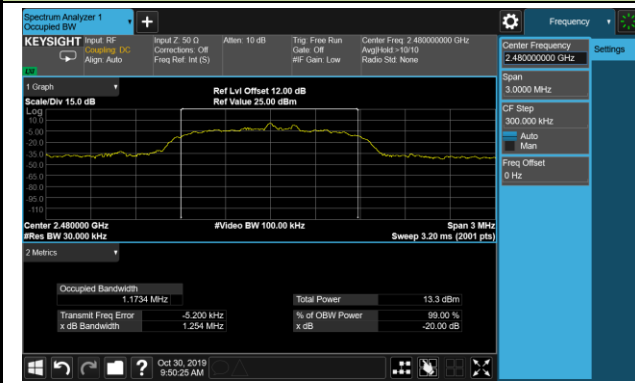 Spectrum Analyzer 1
Occupied BW
Frequency
KEYSIGHT
Input: RF
Coupling: DC
Align: Auto
Input Z: 50 Ω
Corrections: Off
Freq Ref: Int (S)
Atten: 10 dB
Trig: Free Run
Gate: Off
#IF Gain: Low
Center Freq: 2.480000000 GHz
Avg|Hold:>10/10
Radio Std: None
Center Frequency
2.480000000 GHz
Settings
Span
3.0000 MHz
CF Step
300.000 kHz
Auto
Man
Freq Offset
0 Hz
1 Graph
Scale/Div 15.0 dB
Ref Lvl Offset 12.00 dB
Ref Value 25.00 dBm
Log
10.0
-5.00
-20.0
-35.0
-50.0
-65.0
-80.0
-95.0
-110
Center 2.480000 GHz
#Res BW 30.000 kHz
#Video BW 100.00 kHz
Span 3 MHz
Sweep 3.20 ms (2001 pts)
2 Metrics
Occupied Bandwidth
1.1734 MHz
Total Power
13.3 dBm
Transmit Freq Error
-5.200 kHz
% of OBW Power
99.00 %
x dB Bandwidth
1.254 MHz
x dB
-20.00 dB
Oct 30, 2019
9:50:25 AM